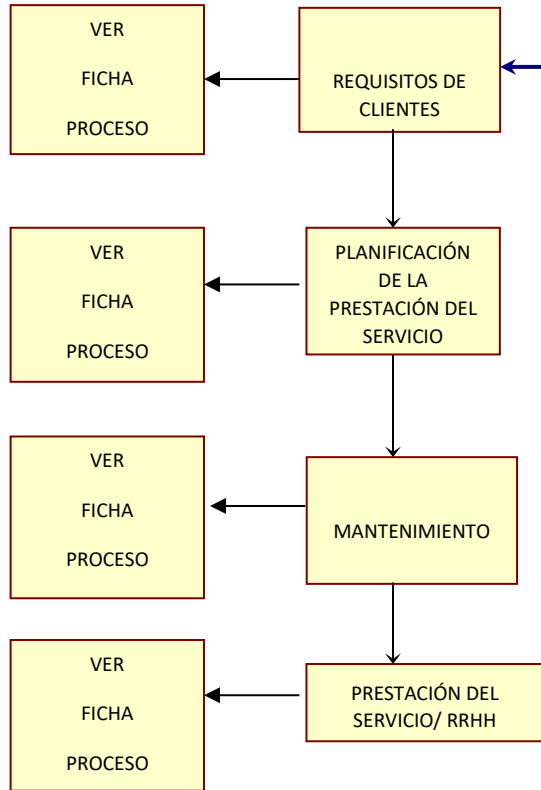 VER
FICHA
PROCESO
REQUISITOS DE
CLIENTES
VER
FICHA
PROCESO
PLANIFICACIÓN
DE LA
PRESTACIÓN DEL
SERVICIO
VER
FICHA
PROCESO
MANTENIMIENTO
VER
FICHA
PROCESO
PRESTACIÓN DEL
SERVICIO/ RRHH